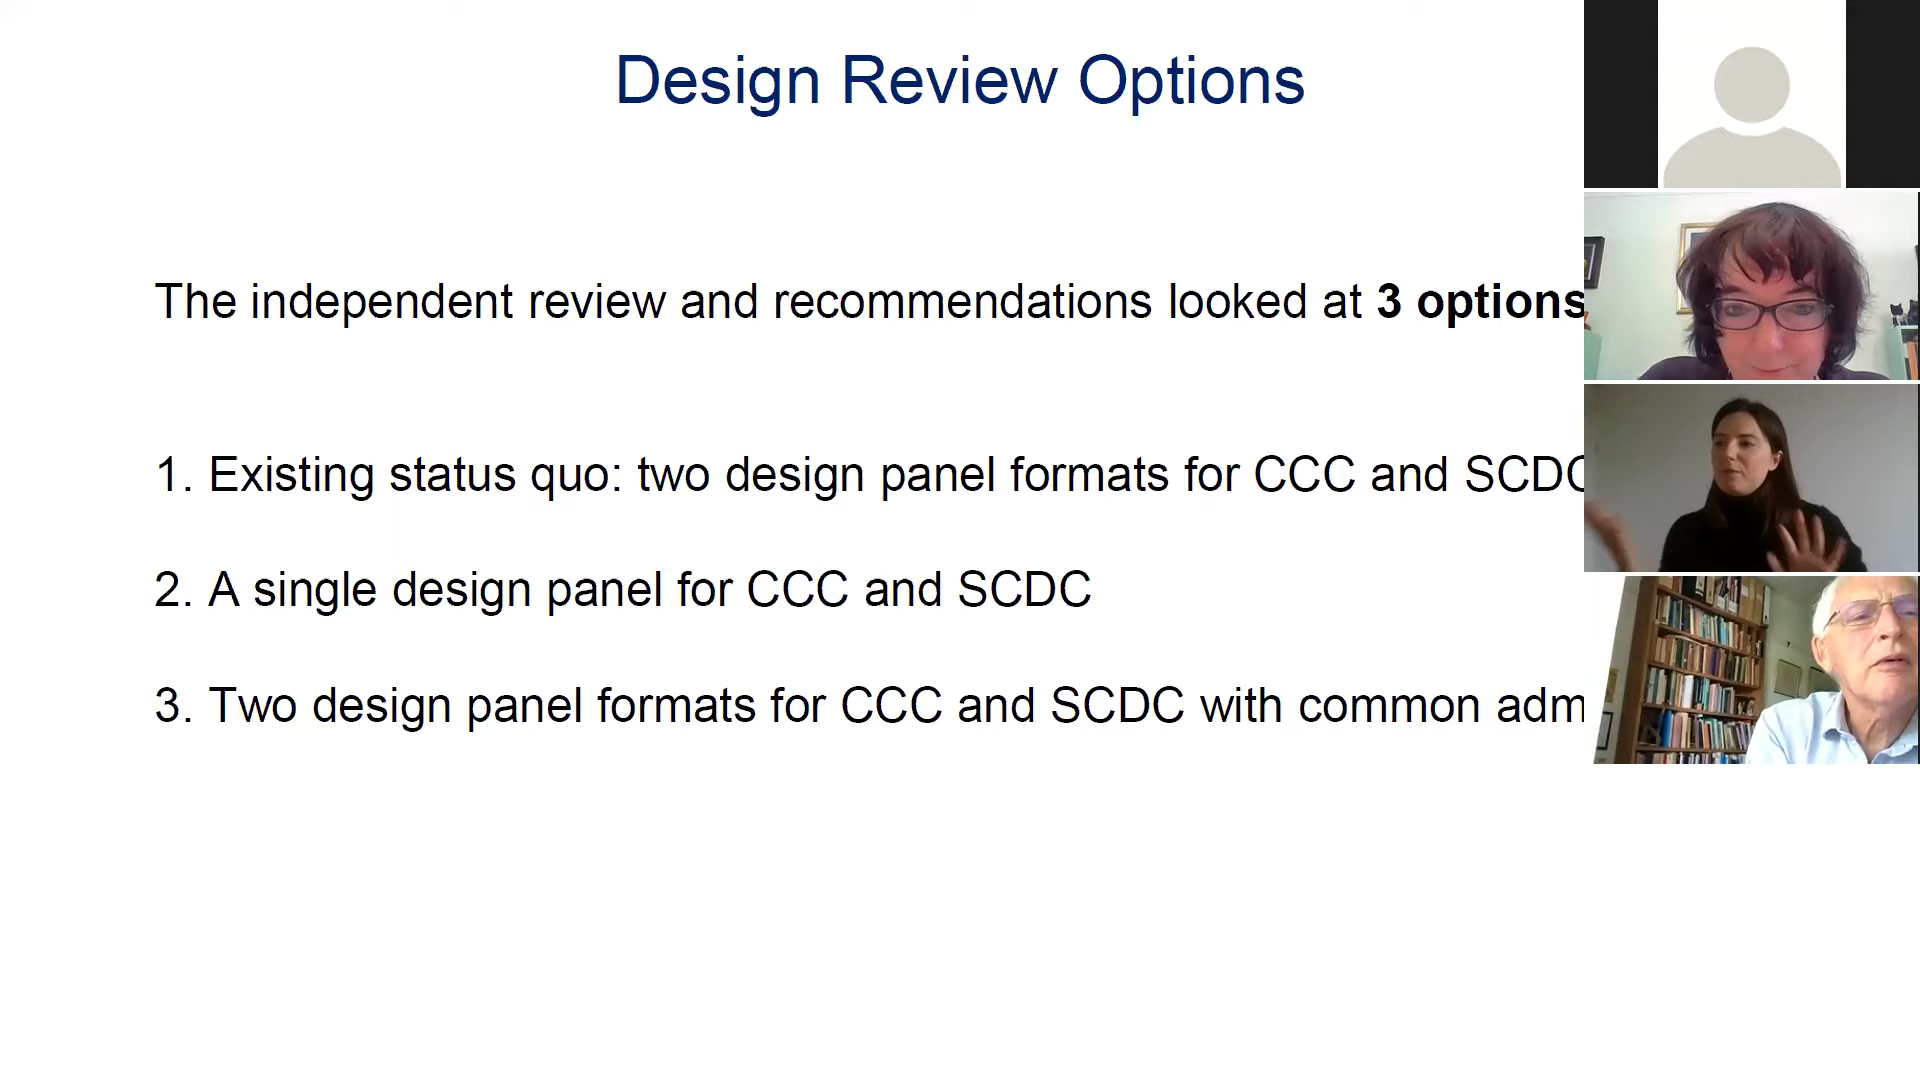 Design Review Options
The independent review and recommendations looked at 3 options
1. Existing status quo: two design panel formats for CCC and SCDC
2. A single design panel for CCC and SCDC
3. Two design panel formats for CCC and SCDC with common adm